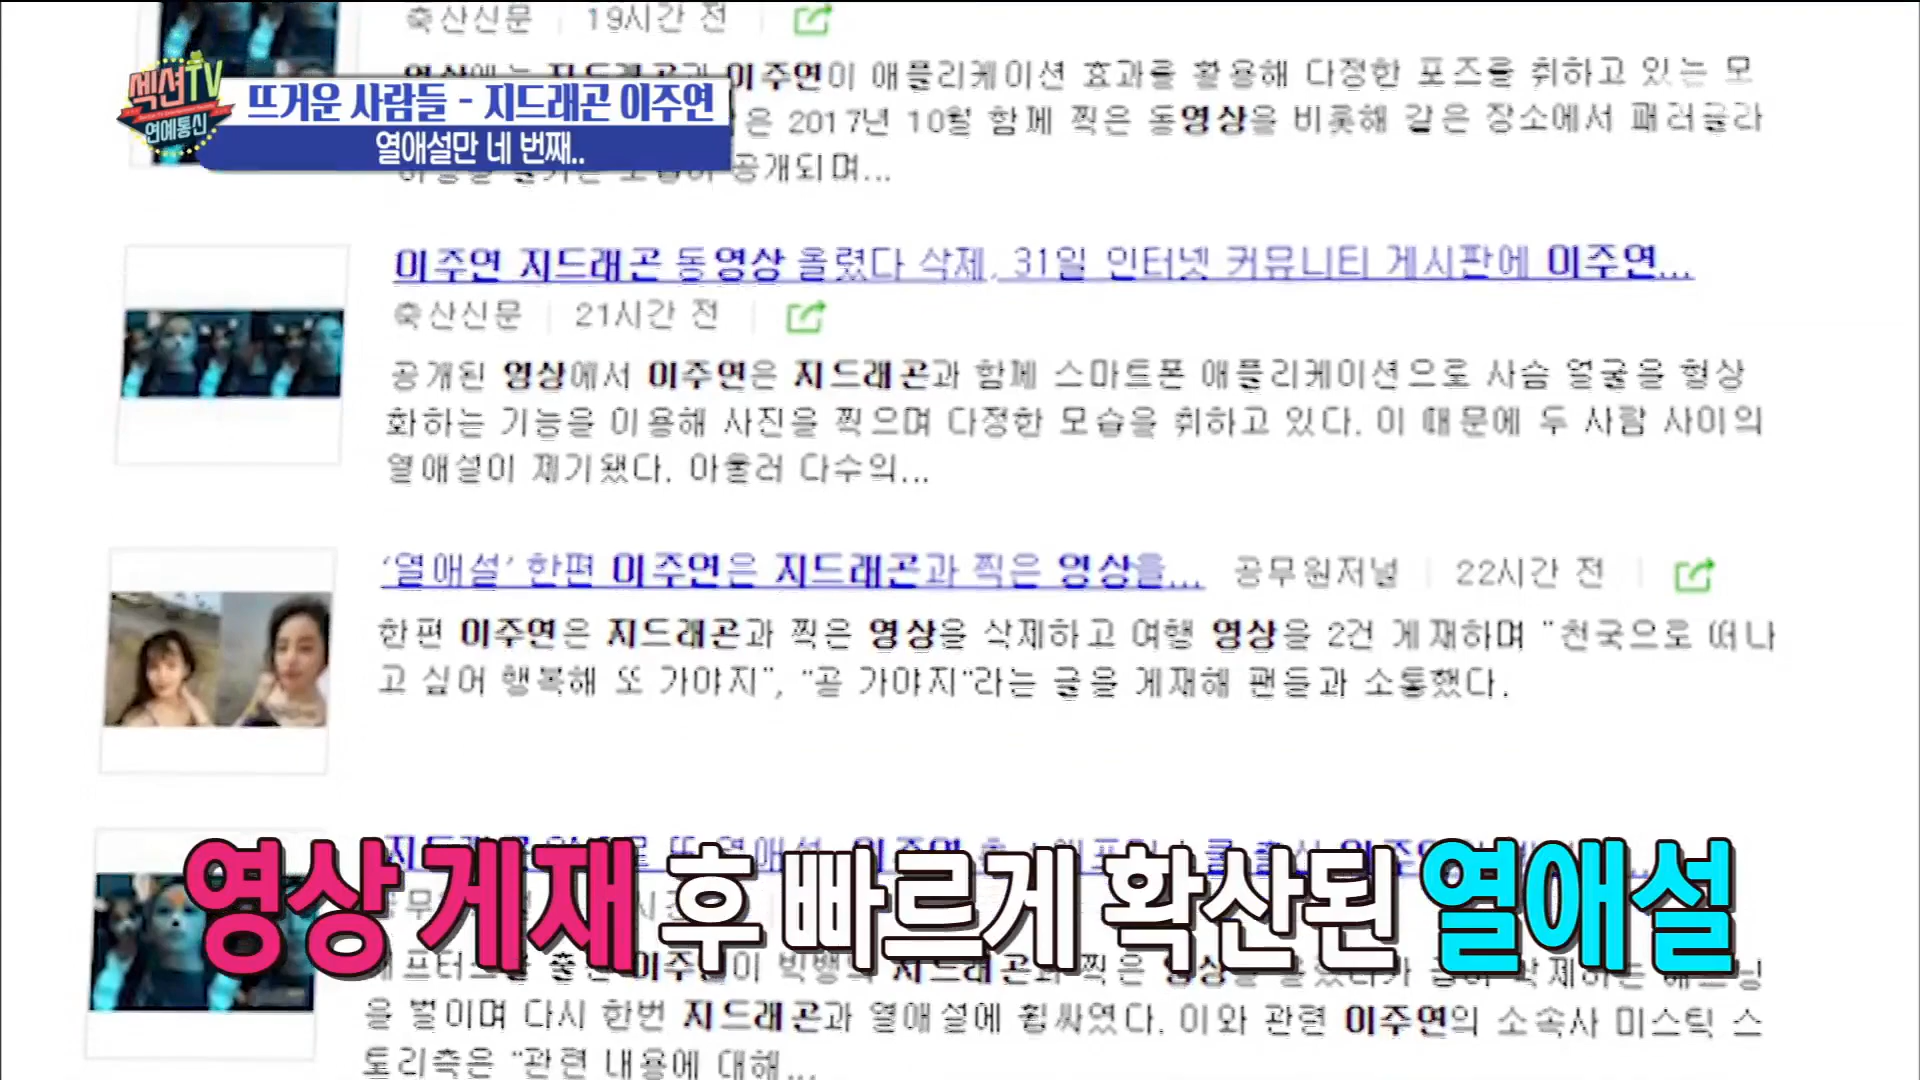 축산신문 19시간 전
섹션TV 연예통신
뜨거운 사람들 - 지드래곤 이주연
열애설만 네 번째..
이주연이 애플리케이션 효과를 활용해 다정한 포즈를 취하고 있는 모
은 2017년 10월 함께 찍은 동영상을 비롯해 같은 장소에서 패러글라
공개되며...
이주연 지드래곤 동영상 올렸다 삭제, 31일 인터넷 커뮤니티 게시판에 이주연...
축산신문 21시간 전
공개된 영상에서 이주연은 지드래곤과 함께 스마트폰 애플리케이션으로 사슴 얼굴을 형상
화하는 기능을 이용해 사진을 찍으며 다정한 모습을 취하고 있다. 이 때문에 두 사람 사이의
열애설이 제기됐다. 아울러 다수의...
‘열애설’ 한편 이주연은 지드래곤과 찍은 영상을... 공무원저널 22시간 전
한편 이주연은 지드래곤과 찍은 영상을 삭제하고 여행 영상을 2건 게재하며 "천국으로 떠나
고 싶어 행복해 또 가야지", "곧 가야지"라는 글을 게재해 팬들과 소통했다.
영상 게재 후 빠르게 확산된 열애설
을 벌이며 다시 한번 지드래곤과 열애설에 휩싸였다. 이와 관련 이주연의 소속사 미스틱 스
토리측은 "관련 내용에 대해...